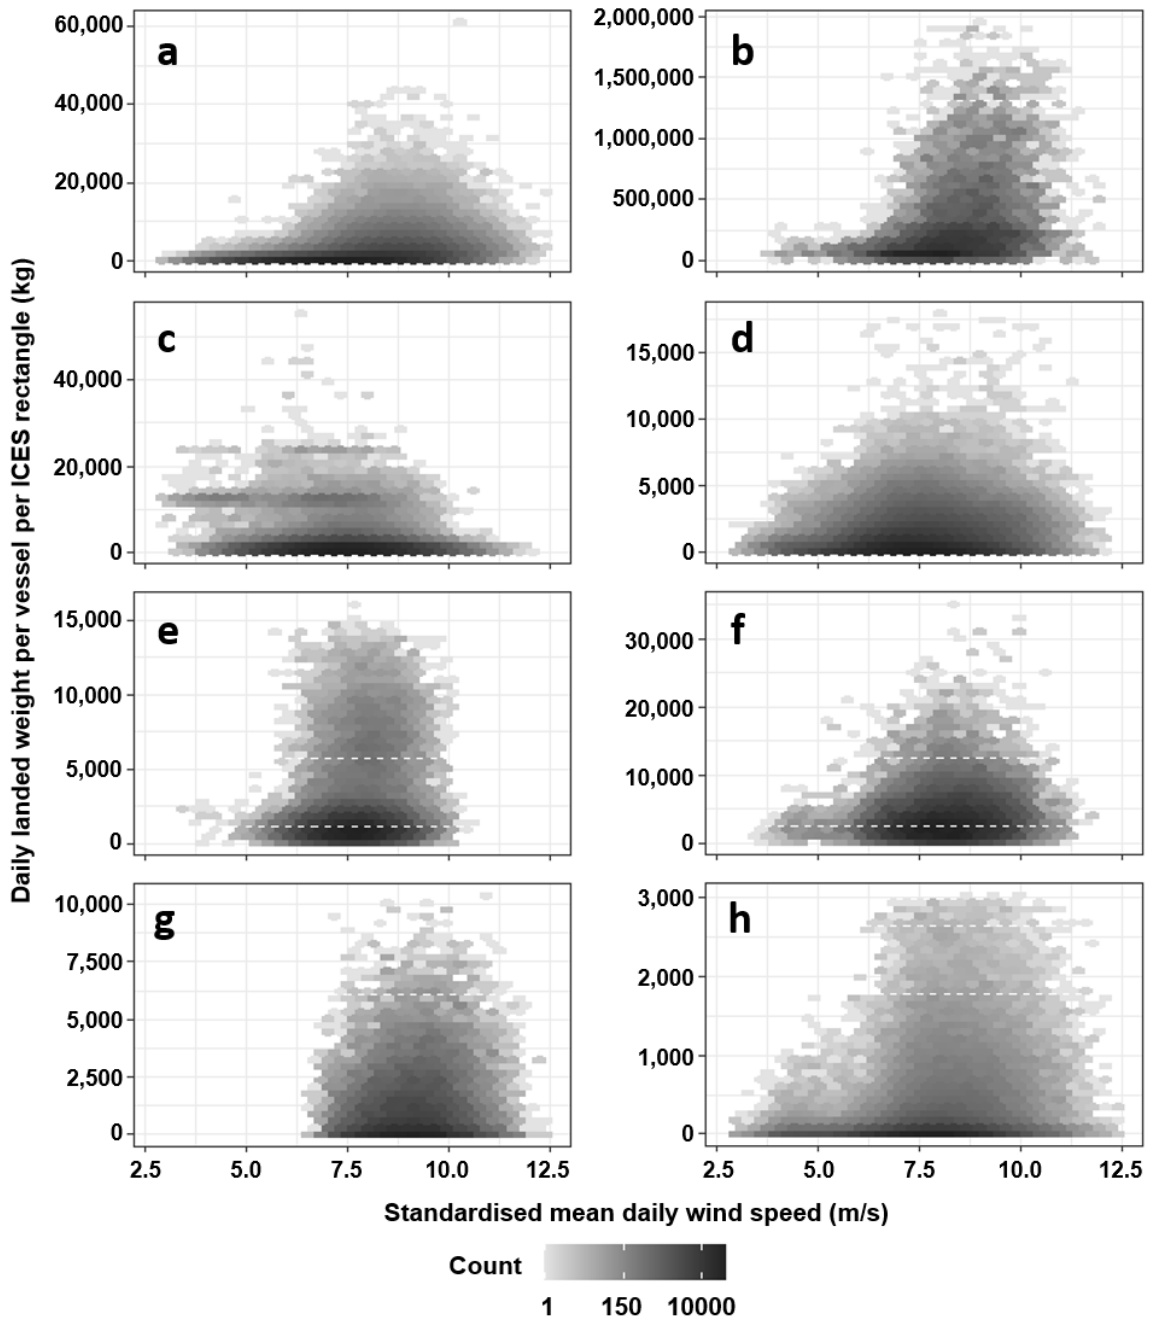 Daily landed weight per vessel per ICES rectangle (kg)
a
60,000
40,000
20,000
0
b
2,000,000
1,500,000
1,000,000
500,000
0
c
40,000
20,000
0
d
15,000
10,000
5,000
0
e
15,000
10,000
5,000
0
f
30,000
20,000
10,000
0
g
10,000
7,500
5,000
2,500
0
h
3,000
2,000
1,000
0
2.5 5.0 7.5 10.0 12.5
2.5 5.0 7.5 10.0 12.5
Standardised mean daily wind speed (m/s)
Count
1 150 10000